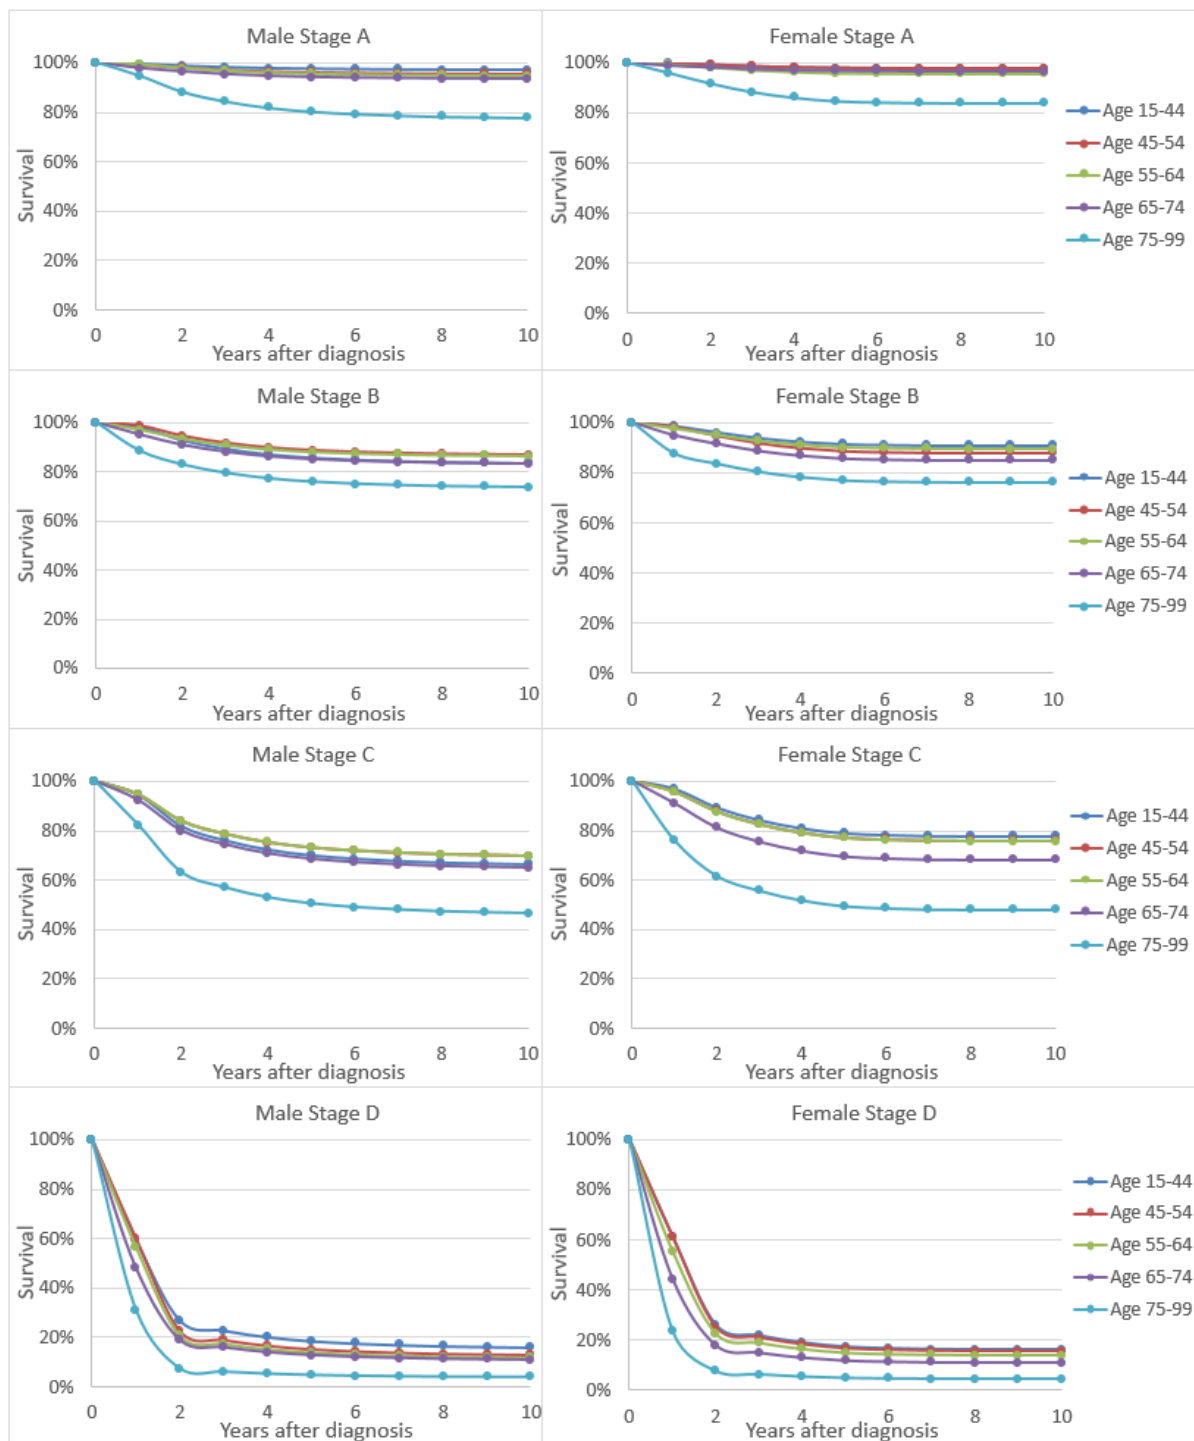 Male Stage A
100%
80%
60%
40%
20%
0%
Survival
0 2 4 6 8 10
Years after diagnosis
Female Stage A
100%
80%
60%
40%
20%
0%
Survival
0 2 4 6 8 10
Years after diagnosis
Age 15-44
Age 45-54
Age 55-64
Age 65-74
Age 75-99
Male Stage B
100%
80%
60%
40%
20%
0%
Survival
0 2 4 6 8 10
Years after diagnosis
Female Stage B
100%
80%
60%
40%
20%
0%
Survival
0 2 4 6 8 10
Years after diagnosis
Age 15-44
Age 45-54
Age 55-64
Age 65-74
Age 75-99
Male Stage C
100%
80%
60%
40%
20%
0%
Survival
0 2 4 6 8 10
Years after diagnosis
Female Stage C
100%
80%
60%
40%
20%
0%
Survival
0 2 4 6 8 10
Years after diagnosis
Age 15-44
Age 45-54
Age 55-64
Age 65-74
Age 75-99
Male Stage D
100%
80%
60%
40%
20%
0%
Survival
0 2 4 6 8 10
Years after diagnosis
Female Stage D
100%
80%
60%
40%
20%
0%
Survival
0 2 4 6 8 10
Years after diagnosis
Age 15-44
Age 45-54
Age 55-64
Age 65-74
Age 75-99